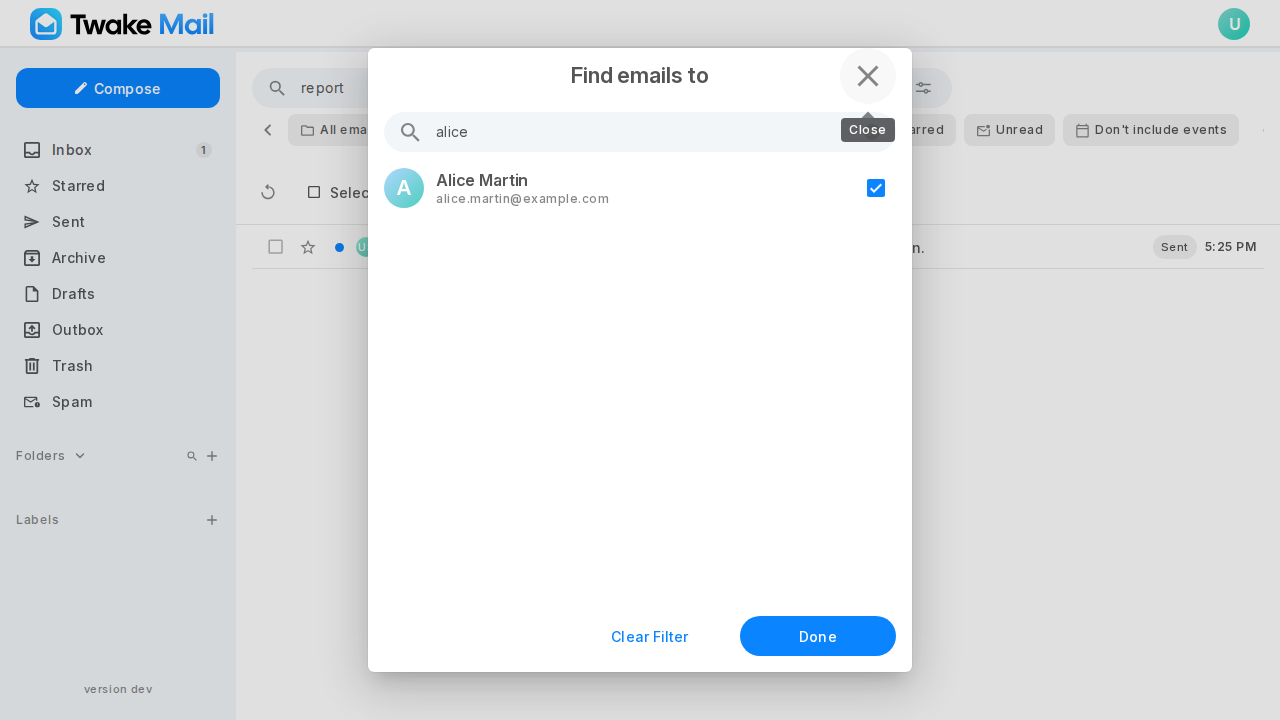 Twake Mail
U
Compose
Inbox
1
Starred
Sent
Archive
Drafts
Outbox
Trash
Spam
Folders
Labels
version dev
report
All ema
arred
Unread
Don't include events
Selec
U
n.
Sent
5:25 PM
Find emails to
Close
alice
A
Alice Martin
alice.martin@example.com
Clear Filter
Done